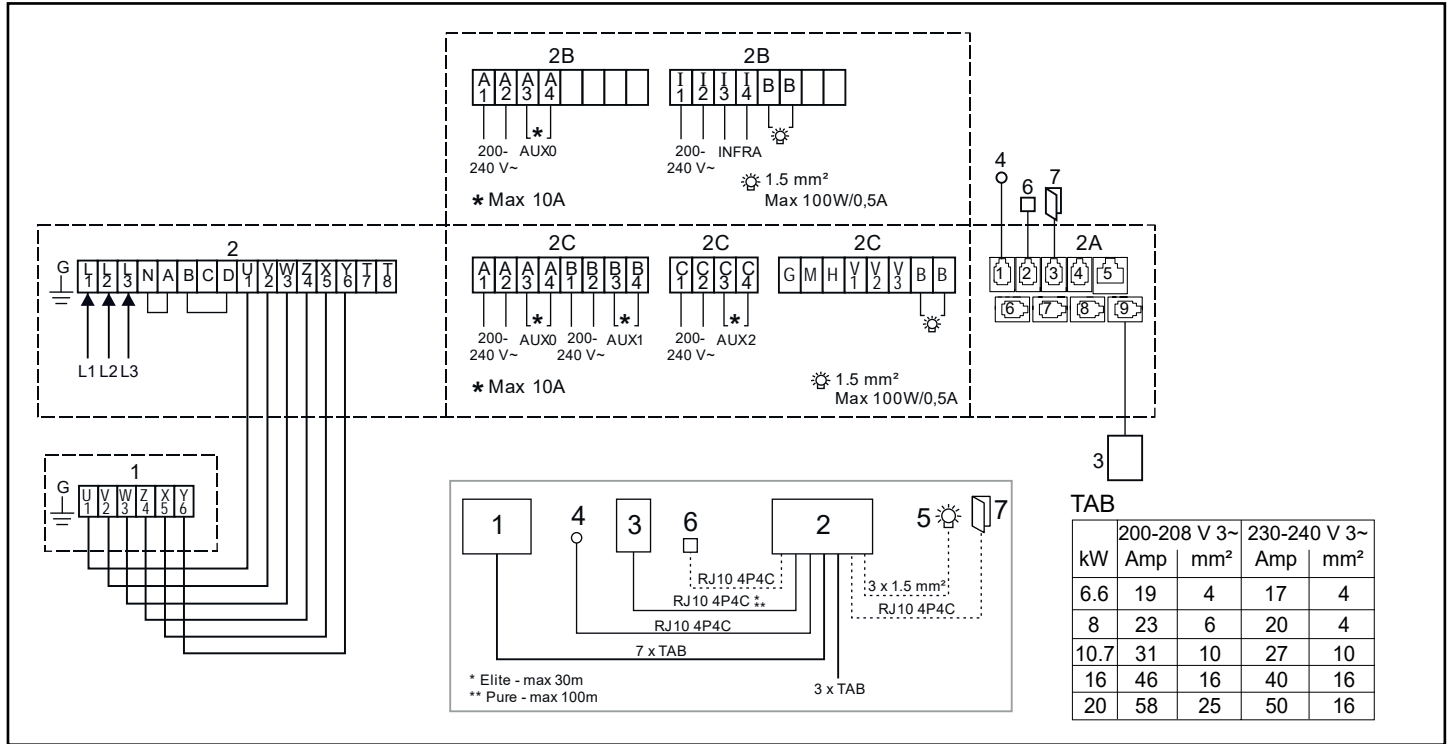 2B
A1 A2 A3 A4
200-240 V~
* AUX0
* Max 10A
2B
I1 I2 I3 I4 B B
200-240 V~
INFRA
1.5 mm²
Max 100W/0,5A
2
G L1 L2 L3 N A B C D U1 V2 W3 Z4 X5 Y6 T7 T8
L1 L2 L3
2C
A1 A2 A3 A4 B1 B2 B3 B4
200-240 V~
* AUX0
200-240 V~
* AUX1
* Max 10A
2C
C1 C2 C3 C4
200-240 V~
* AUX2
2C
G M H V1 V2 V3 B B
1.5 mm²
Max 100W/0,5A
4
6
7
2A
1 2 3 4 5
6 7 8 9
3
1
G U1 V2 W3 Z4 X5 Y6
1 4 3 6 2 5 7
RJ10 4P4C
RJ10 4P4C * **
RJ10 4P4C
7 x TAB
3 x 1.5 mm²
RJ10 4P4C
3 x TAB
* Elite - max 30m
** Pure - max 100m
TAB
200-208 V 3~ 230-240 V 3~
kW Amp mm² Amp mm²
6.6 19 4 17 4
8 23 6 20 4
10.7 31 10 27 10
16 46 16 40 16
20 58 25 50 16